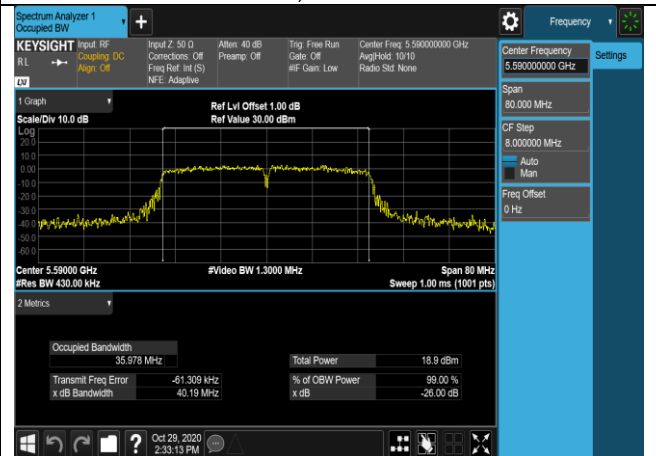 Spectrum Analyzer 1
Occupied BW
Frequency
KEYSIGHT
RL
LXI
Input: RF
Coupling: DC
Align: Off
Input Z: 50 Ω
Corrections: Off
Freq Ref: Int (S)
NFE: Adaptive
Atten: 40 dB
Preamp: Off
Trig: Free Run
Gate: Off
#IF Gain: Low
Center Freq: 5.590000000 GHz
Avg|Hold: 10/10
Radio Std: None
Center Frequency
5.590000000 GHz
Settings
Span
80.000 MHz
CF Step
8.000000 MHz
Auto
Man
Freq Offset
0 Hz
1 Graph
Scale/Div 10.0 dB
Ref Lvl Offset 1.00 dB
Ref Value 30.00 dBm
Log
20.0
10.0
0.00
-10.0
-20.0
-30.0
-40.0
-50.0
-60.0
Center 5.59000 GHz
#Video BW 1.3000 MHz
Span 80 MHz
#Res BW 430.00 kHz
Sweep 1.00 ms (1001 pts)
2 Metrics
Occupied Bandwidth
35.978 MHz
Total Power 18.9 dBm
Transmit Freq Error -61.309 kHz
% of OBW Power 99.00 %
x dB Bandwidth 40.19 MHz
x dB -26.00 dB
Oct 29, 2020
2:33:13 PM